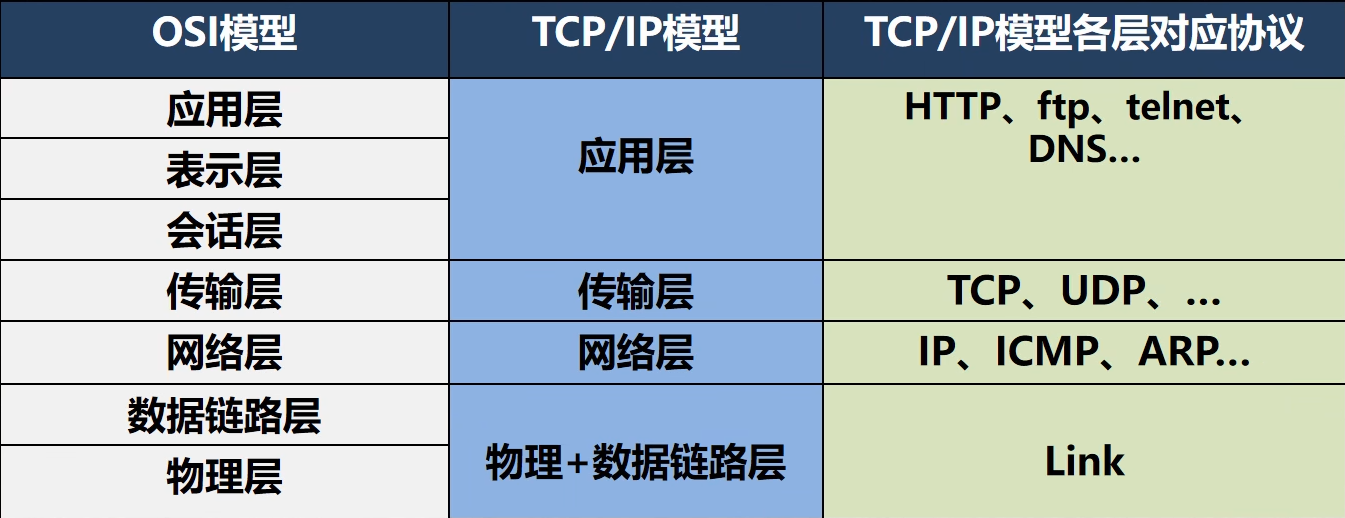 OSI模型
TCP/IP模型
TCP/IP模型各层对应协议
应用层
表示层
会话层
应用层
HTTP、ftp、telnet、
DNS...
传输层
传输层
TCP、UDP、...
网络层
网络层
IP、ICMP、ARP...
数据链路层
物理层
物理+数据链路层
Link